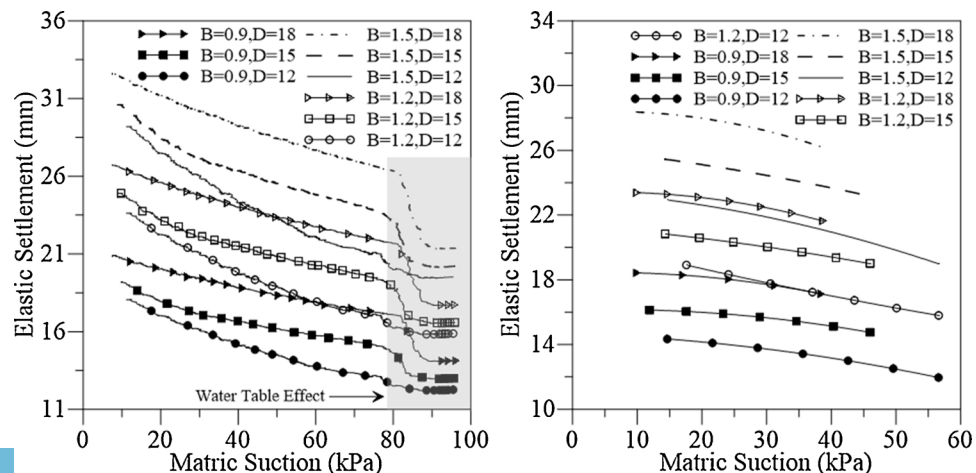 36
31
26
21
16
11
Elastic Settlement (mm)
B=0.9,D=18
B=0.9,D=15
B=0.9,D=12
B=1.5,D=18
B=1.5,D=15
B=1.5,D=12
B=1.2,D=18
B=1.2,D=15
B=1.2,D=12
Water Table Effect
0 20 40 60 80 100
Matric Suction (kPa)
34
30
26
22
18
14
10
Elastic Settlement (mm)
B=1.2,D=12
B=0.9,D=18
B=0.9,D=15
B=0.9,D=12
B=1.5,D=18
B=1.5,D=15
B=1.5,D=12
B=1.2,D=18
B=1.2,D=15
0 10 20 30 40 50 60
Matric Suction (kPa)